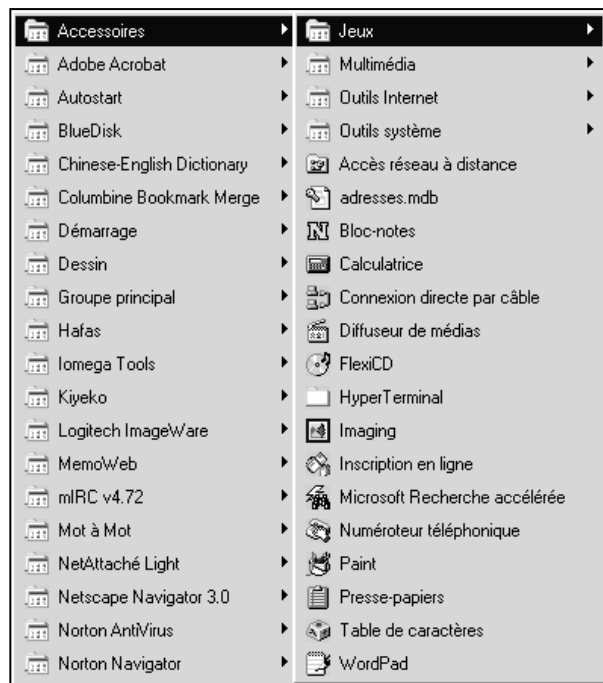 Accessoires
Adobe Acrobat
Autostart
BlueDisk
Chinese-English Dictionary
Columbine Bookmark Merge
Démarrage
Dessin
Groupe principal
Hafas
Iomega Tools
Kiyeko
Logitech ImageWare
MemoWeb
mIRC v4.72
Mot à Mot
NetAttaché Light
Netscape Navigator 3.0
Norton AntiVirus
Norton Navigator
Jeux
Multimédia
Outils Internet
Outils système
Accès réseau à distance
adresses.mdb
Bloc-notes
Calculatrice
Connexion directe par câble
Diffuseur de médias
FlexiCD
HyperTerminal
Imaging
Inscription en ligne
Microsoft Recherche accélérée
Numéroteur téléphonique
Paint
Presse-papiers
Table de caractères
WordPad